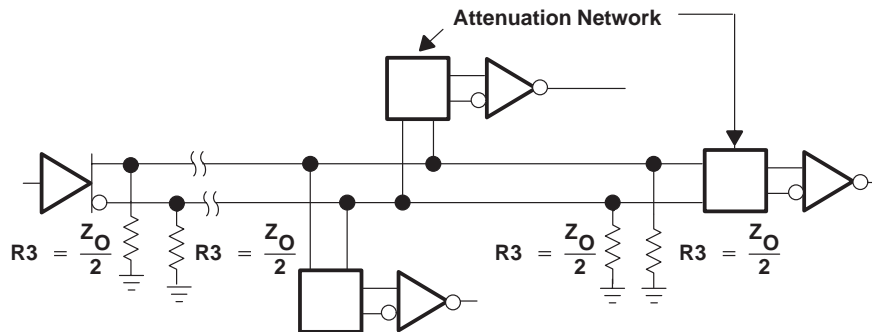 Attenuation Network
R3 = Z_O/2
R3 = Z_O/2
R3 = Z_O/2
R3 = Z_O/2